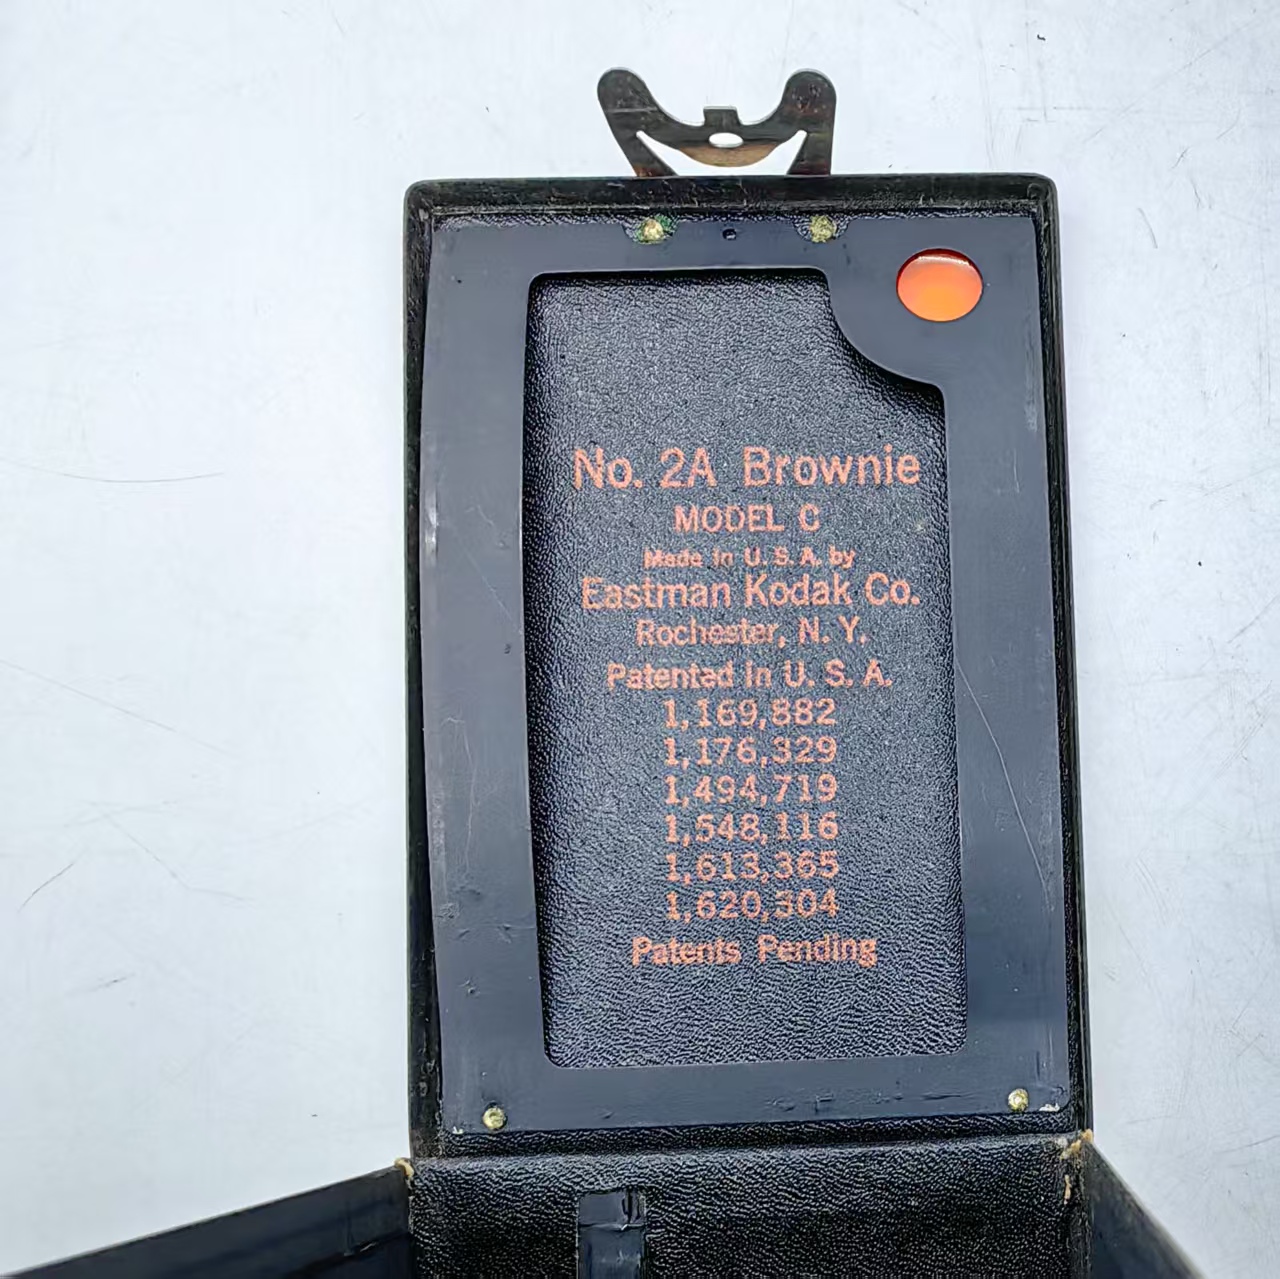 No. 2A Brownie
MODEL C
Made in U. S. A. by
Eastman Kodak Co.
Rochester, N. Y.
Patented in U. S. A.
1,169,882
1,176,329
1,494,719
1,548,116
1,613,365
1,620,304
Patents Pending